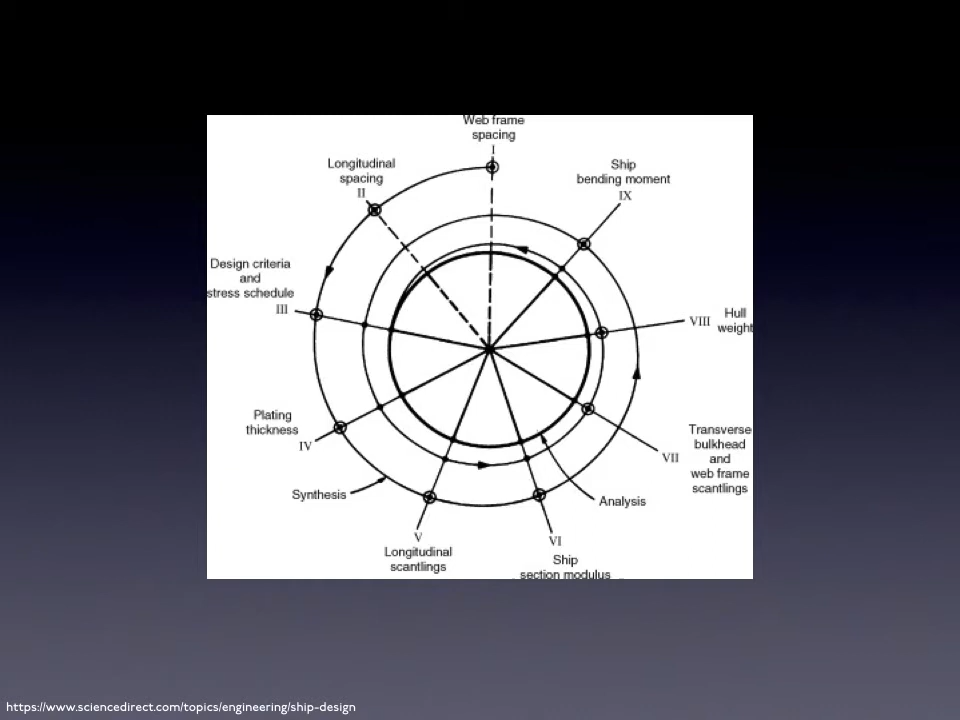 Web frame
spacing
I
Longitudinal
spacing
II
Ship
bending moment
IX
Design criteria
and
stress schedule
III
VIII
Hull
weight
Plating
thickness
IV
Transverse
bulkhead
and
web frame
scantlings
VII
Synthesis
Analysis
V
Longitudinal
scantlings
VI
Ship
section modulus
https://www.sciencedirect.com/topics/engineering/ship-design